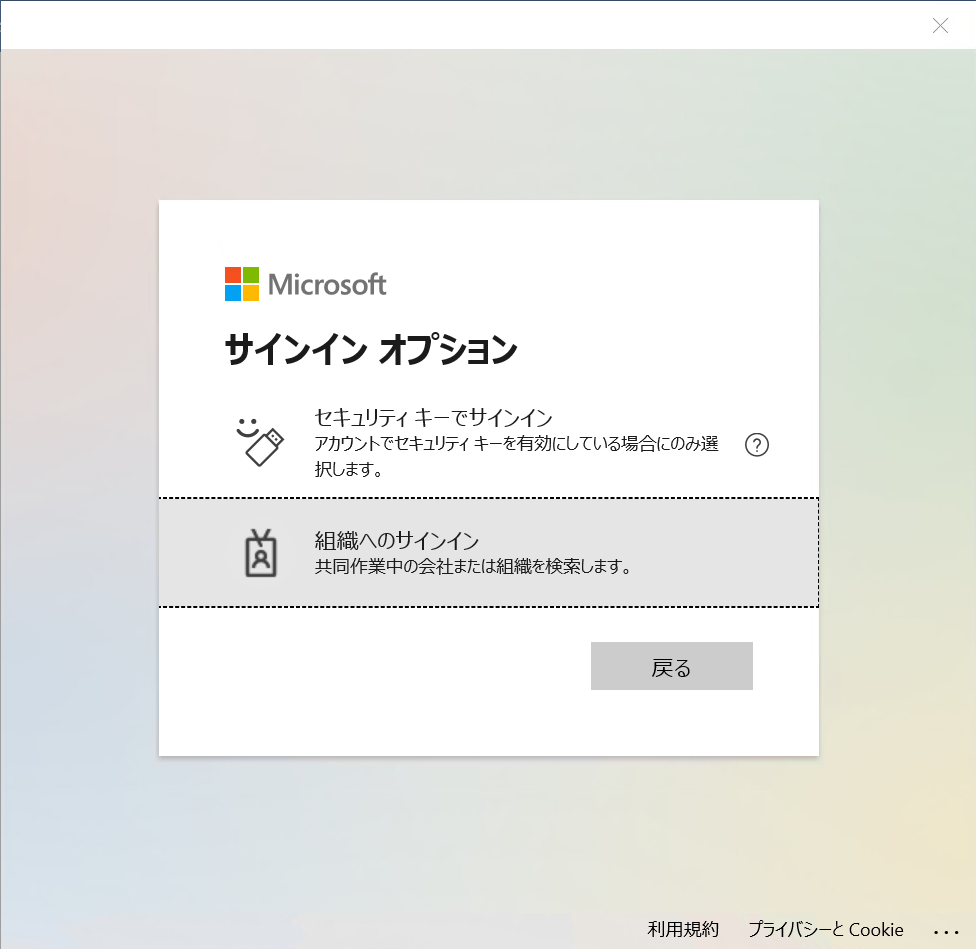 Microsoft
サインイン オプション
セキュリティ キーでサインイン
アカウントでセキュリティ キーを有効にしている場合にのみ選
択します。
組織へのサインイン
共同作業中の会社または組織を検索します。
戻る
利用規約 プライバシーと Cookie ...